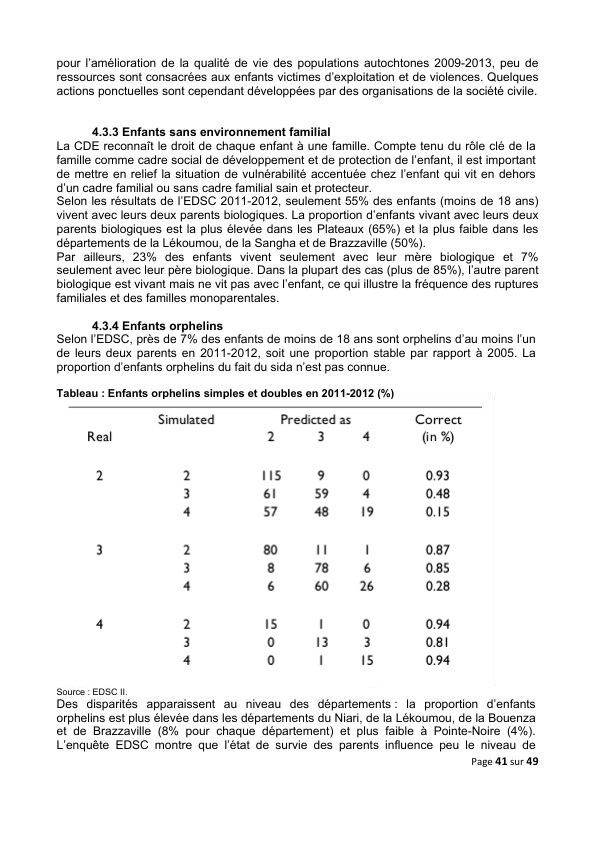 pour l’amélioration de la qualité de vie des populations autochtones 2009-2013, peu de
ressources sont consacrées aux enfants victimes d’exploitation et de violences. Quelques
actions ponctuelles sont cependant développées par des organisations de la société civile.
4.3.3 Enfants sans environnement familial
La CDE reconnaît le droit de chaque enfant à une famille. Compte tenu du rôle clé de la
famille comme cadre social de développement et de protection de l’enfant, il est important
de mettre en relief la situation de vulnérabilité accentuée chez l’enfant qui vit en dehors
d’un cadre familial ou sans cadre familial sain et protecteur.
Selon les résultats de l’EDSC 2011-2012, seulement 55% des enfants (moins de 18 ans)
vivent avec leurs deux parents biologiques. La proportion d’enfants vivant avec leurs deux
parents biologiques est la plus élevée dans les Plateaux (65%) et la plus faible dans les
départements de la Lékoumou, de la Sangha et de Brazzaville (50%).
Par ailleurs, 23% des enfants vivent seulement avec leur mère biologique et 7%
seulement avec leur père biologique. Dans la plupart des cas (plus de 85%), l’autre parent
biologique est vivant mais ne vit pas avec l’enfant, ce qui illustre la fréquence des ruptures
familiales et des familles monoparentales.
4.3.4 Enfants orphelins
Selon l’EDSC, près de 7% des enfants de moins de 18 ans sont orphelins d’au moins l’un
de leurs deux parents en 2011-2012, soit une proportion stable par rapport à 2005. La
proportion d’enfants orphelins du fait du sida n’est pas connue.
Tableau : Enfants orphelins simples et doubles en 2011-2012 (%)
Simulated Predicted as Correct
Real 2 3 4 (in %)
2 2 115 9 0 0.93
3 61 59 4 0.48
4 57 48 19 0.15
3 2 80 11 1 0.87
3 8 78 6 0.85
4 6 60 26 0.28
4 2 15 1 0 0.94
3 0 13 3 0.81
4 0 1 15 0.94
Source : EDSC II.
Des disparités apparaissent au niveau des départements : la proportion d’enfants
orphelins est plus élevée dans les départements du Niari, de la Lékoumou, de la Bouenza
et de Brazzaville (8% pour chaque département) et plus faible à Pointe-Noire (4%).
L’enquête EDSC montre que l’état de survie des parents influence peu le niveau de
Page 41 sur 49